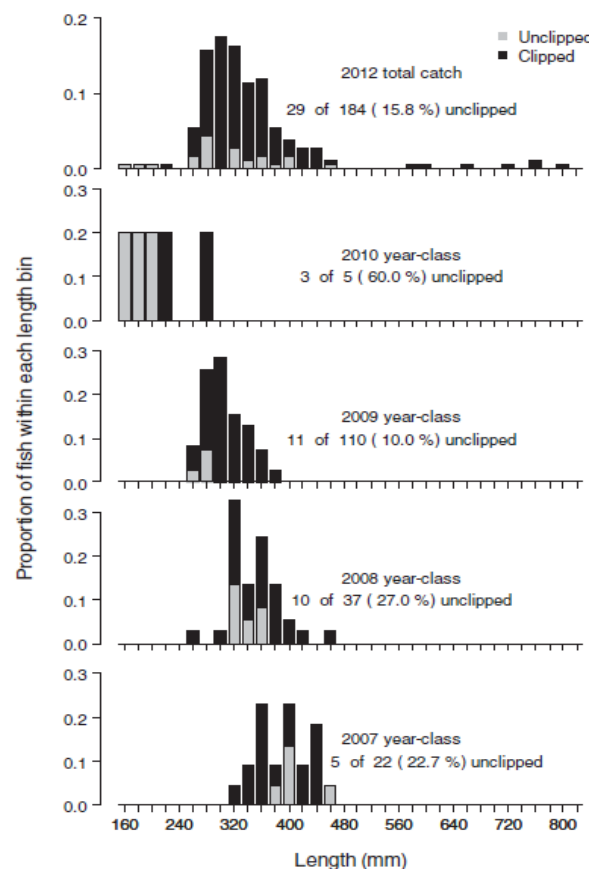 Unclipped
Clipped
2012 total catch
29 of 184 ( 15.8 %) unclipped
0.2
0.1
0.0
2010 year-class
3 of 5 ( 60.0 %) unclipped
0.3
0.2
0.1
0.0
2009 year-class
11 of 110 ( 10.0 %) unclipped
0.3
0.2
0.1
0.0
2008 year-class
10 of 37 ( 27.0 %) unclipped
0.3
0.2
0.1
0.0
2007 year-class
5 of 22 ( 22.7 %) unclipped
0.3
0.2
0.1
0.0
160 240 320 400 480 560 640 720 800
Length (mm)
Proportion of fish within each length bin